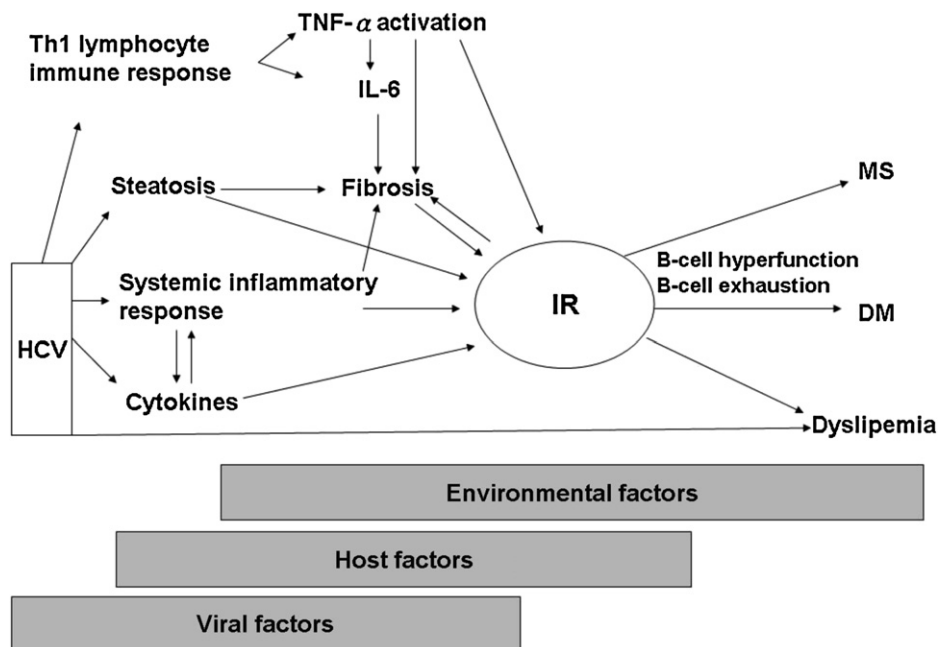 TNF-α activation
Th1 lymphocyte
immune response
IL-6
Steatosis
Fibrosis
MS
Systemic inflammatory
response
B-cell hyperfunction
B-cell exhaustion
IR
DM
HCV
Cytokines
Dyslipemia
Environmental factors
Host factors
Viral factors